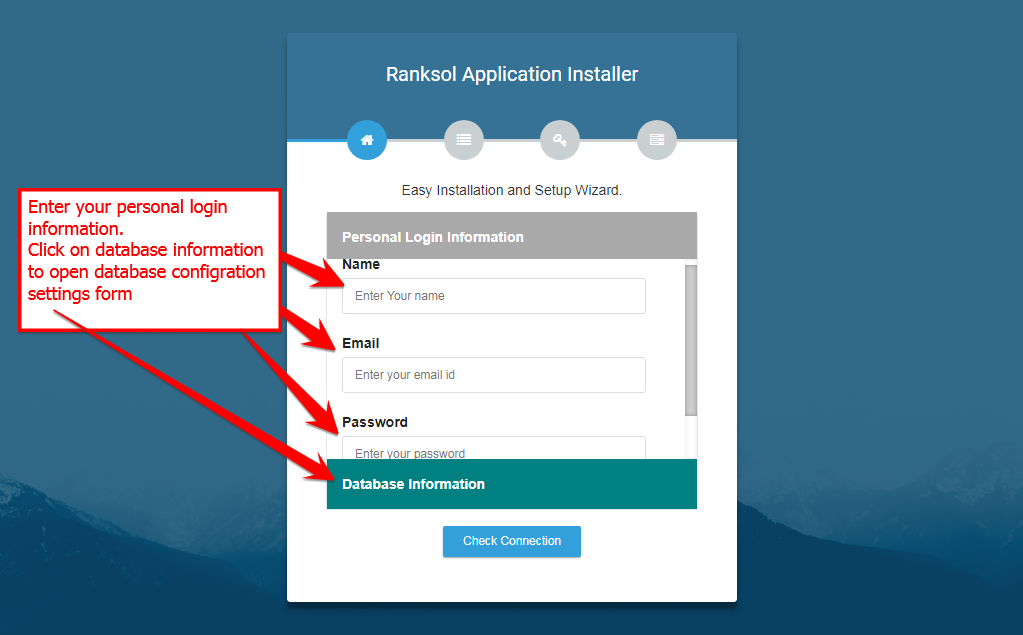 Ranksol Application Installer
Easy Installation and Setup Wizard.
Enter your personal login
information.
Click on database information
to open database configration
settings form
Personal Login Information
Name
Enter Your name
Email
Enter your email id
Password
Enter your password
Database Information
Check Connection